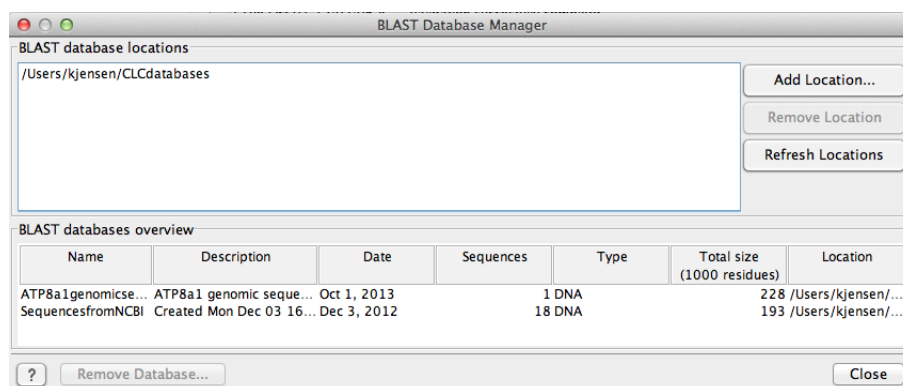 BLAST Database Manager
BLAST database locations
/Users/kjensen/CLCdatabases
Add Location...
Remove Location
Refresh Locations
BLAST databases overview
Name Description Date Sequences Type Total size (1000 residues) Location
ATP8a1genomicse... ATP8a1 genomic seque... Oct 1, 2013 1 DNA 228 /Users/kjensen/...
SequencesfromNCBI Created Mon Dec 03 16... Dec 3, 2012 18 DNA 193 /Users/kjensen/...
? Remove Database... Close